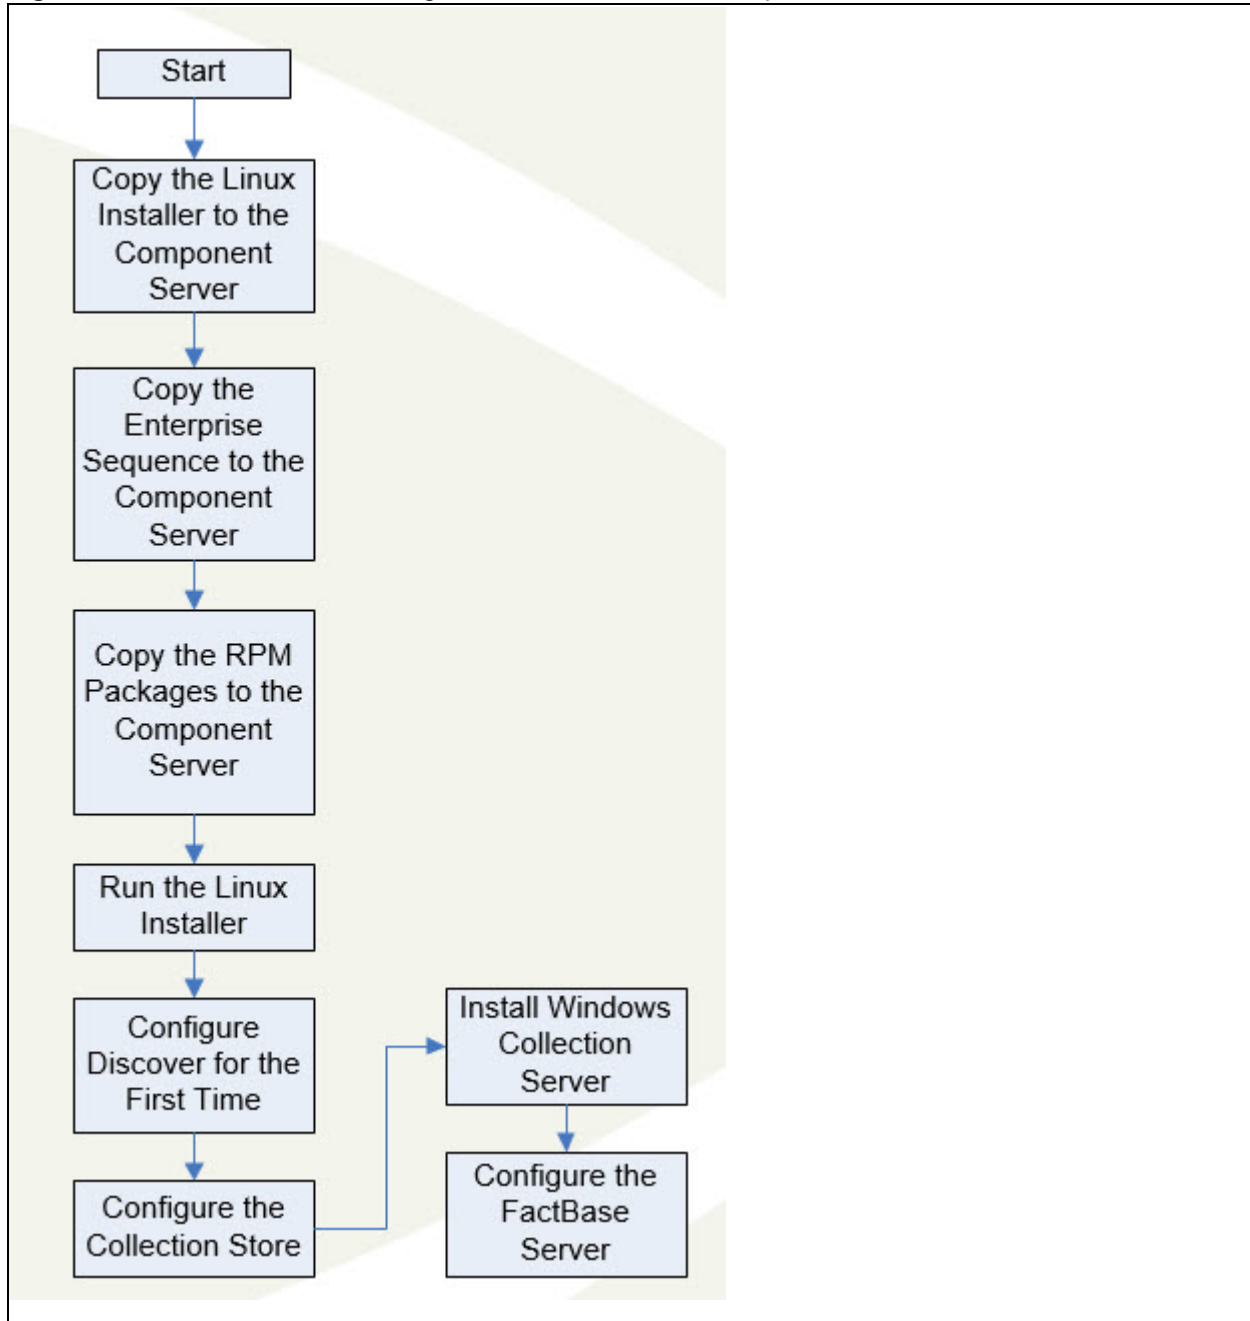 Start
Copy the Linux
Installer to the
Component
Server
Copy the
Enterprise
Sequence to the
Component
Server
Copy the RPM
Packages to the
Component
Server
Run the Linux
Installer
Configure
Discover for the
First Time
Configure the
Collection Store
Install Windows
Collection
Server
Configure the
FactBase
Server